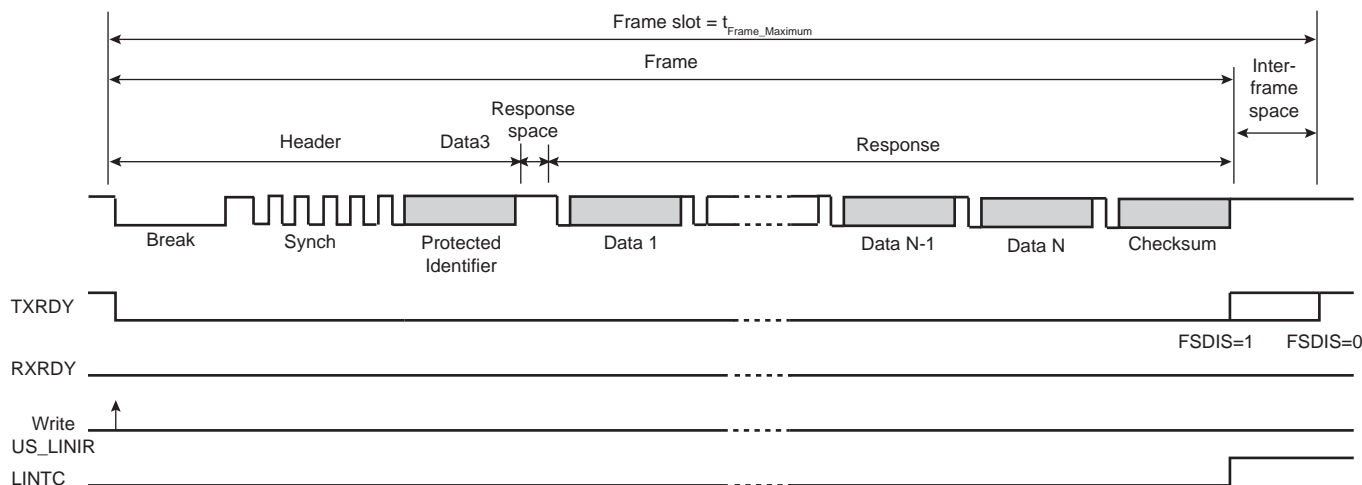 Frame slot = tFrame_Maximum
Frame
Inter-
frame
space
Response
space
Header
Data3
Response
Break
Synch
Protected
Identifier
Data 1
Data N-1
Data N
Checksum
TXRDY
FSDIS=1
FSDIS=0
RXRDY
Write
US_LINIR
LINTC